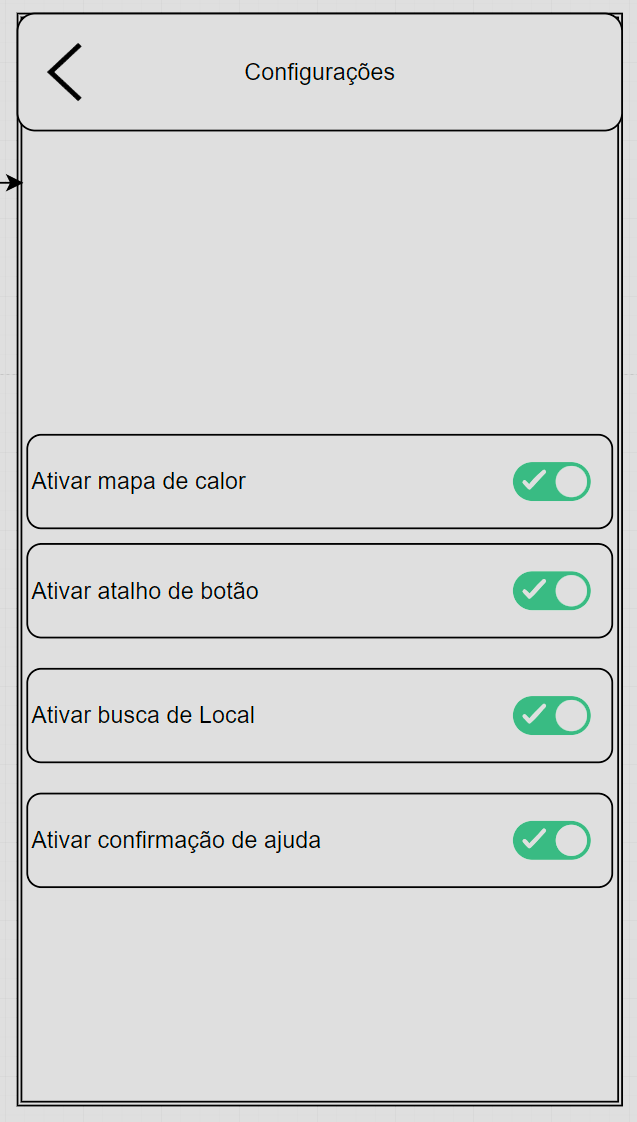 Configurações
Ativar mapa de calor
Ativar atalho de botão
Ativar busca de Local
Ativar confirmação de ajuda